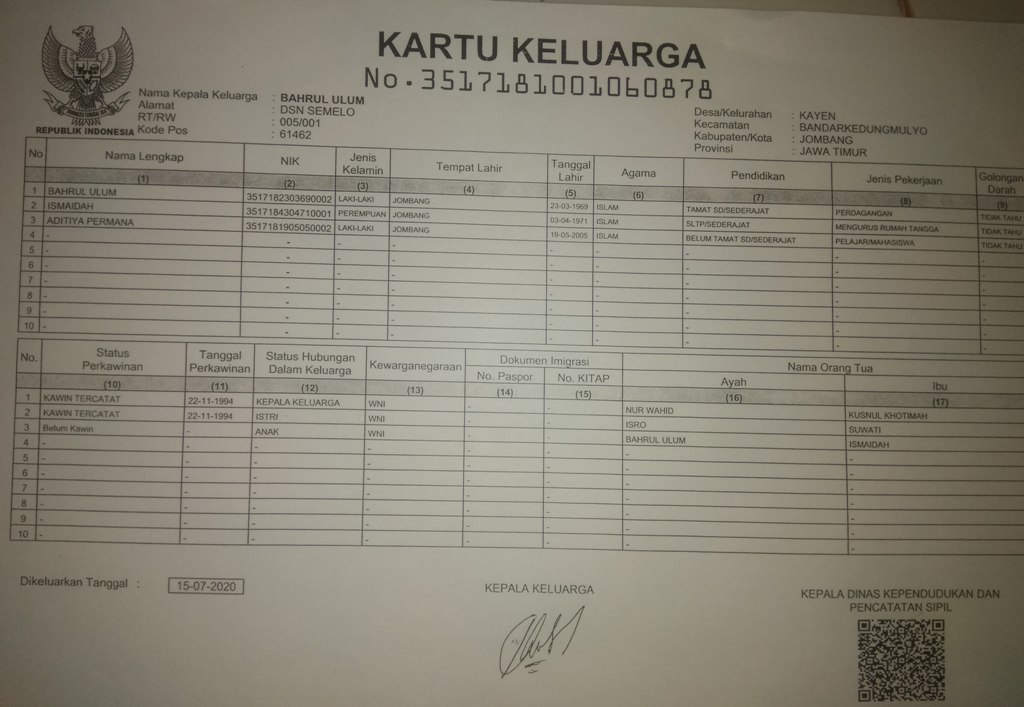 KARTU KELUARGA
No.3517181001060878
REPUBLIK INDONESIA
Nama Kepala Keluarga : BAHRUL ULUM
Alamat : DSN SEMELO
RT/RW : 005/001
Kode Pos : 61462
Desa/Kelurahan : KAYEN
Kecamatan : BANDARKEDUNGMULYO
Kabupaten/Kota : JOMBANG
Provinsi : JAWA TIMUR
No Nama Lengkap NIK Jenis Kelamin Tempat Lahir Tanggal Lahir Agama Pendidikan Jenis Pekerjaan Golongan Darah
(1) (2) (3) (4) (5) (6) (7) (8) (9)
1 BAHRUL ULUM 3517182303690002 LAKI-LAKI JOMBANG 23-03-1969 ISLAM TAMAT SD/SEDERAJAT PERDAGANGAN TIDAK TAHU
2 ISMAIDAH 3517184304710001 PEREMPUAN JOMBANG 03-04-1971 ISLAM SLTP/SEDERAJAT MENGURUS RUMAH TANGGA TIDAK TAHU
3 ADITIYA PERMANA 3517181905050002 LAKI-LAKI JOMBANG 19-05-2005 ISLAM BELUM TAMAT SD/SEDERAJAT PELAJAR/MAHASISWA TIDAK TAHU
4 - - - - - - - - -
5 - - - - - - - - -
6 - - - - - - - - -
7 - - - - - - - - -
8 - - - - - - - - -
9 - - - - - - - - -
10 - - - - - - - - -
No. Status Perkawinan Tanggal Perkawinan Status Hubungan Dalam Keluarga Kewarganegaraan Dokumen Imigrasi Nama Orang Tua
No. Paspor No. KITAP Ayah Ibu
(10) (11) (12) (13) (14) (15) (16) (17)
1 KAWIN TERCATAT 22-11-1994 KEPALA KELUARGA WNI - - NUR WAHID KUSNUL KHOTIMAH
2 KAWIN TERCATAT 22-11-1994 ISTRI WNI - - ISRO SUWATI
3 Belum Kawin - ANAK WNI - - BAHRUL ULUM ISMAIDAH
4 - - - - - - - -
5 - - - - - - - -
6 - - - - - - - -
7 - - - - - - - -
8 - - - - - - - -
9 - - - - - - - -
10 - - - - - - - -
Dikeluarkan Tanggal : 15-07-2020
KEPALA KELUARGA
KEPALA DINAS KEPENDUDUKAN DAN
PENCATATAN SIPIL